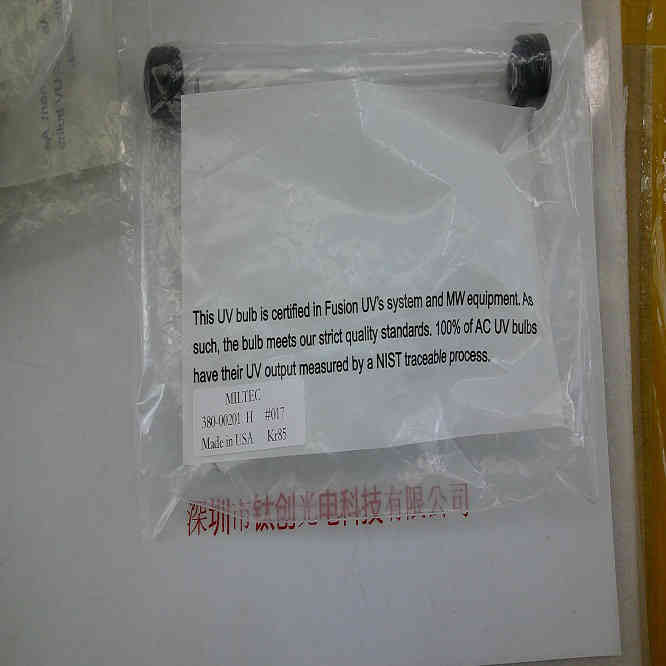 This UV bulb is certified in Fusion UV's system and MW equipment. As
such, the bulb meets our strict quality standards. 100% of AC UV bulbs
have their UV output measured by a NIST traceable process.
MILTEC
380-00201 H #017
Made in USA Kr85
深圳市钛创光电科技有限公司